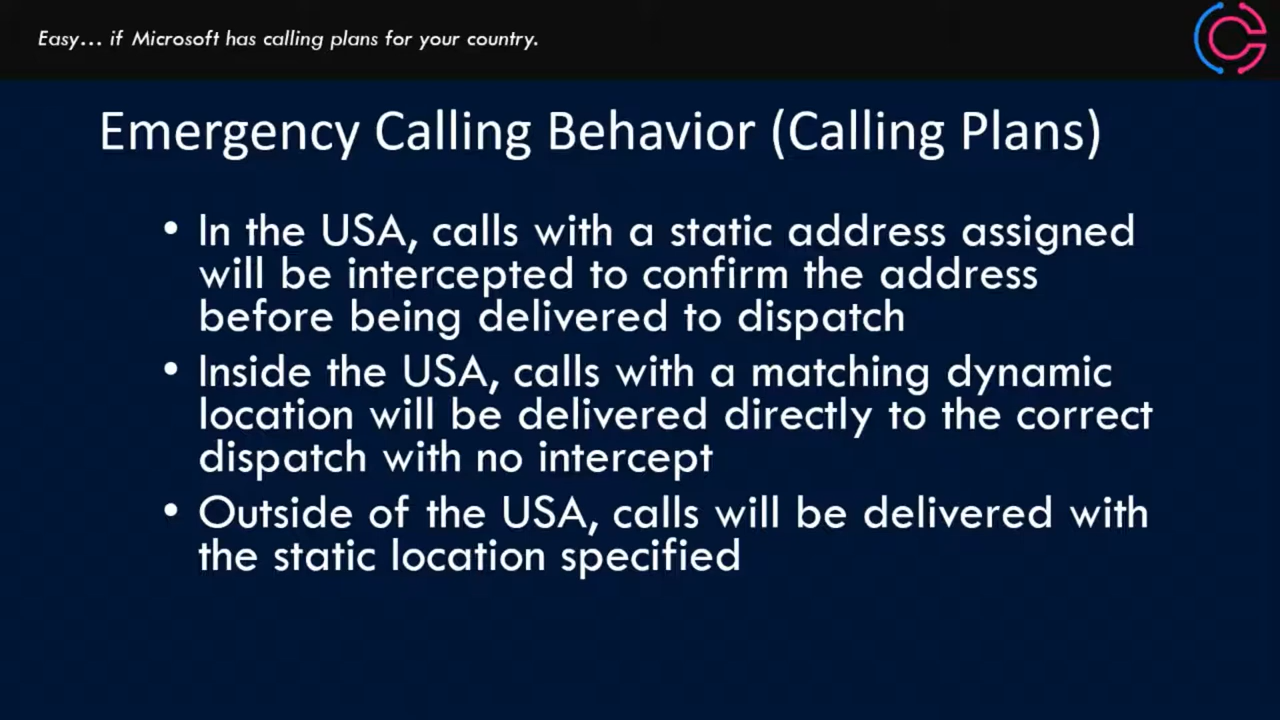 Easy... if Microsoft has calling plans for your country.
Emergency Calling Behavior (Calling Plans)
• In the USA, calls with a static address assigned
will be intercepted to confirm the address
before being delivered to dispatch
• Inside the USA, calls with a matching dynamic
location will be delivered directly to the correct
dispatch with no intercept
• Outside of the USA, calls will be delivered with
the static location specified